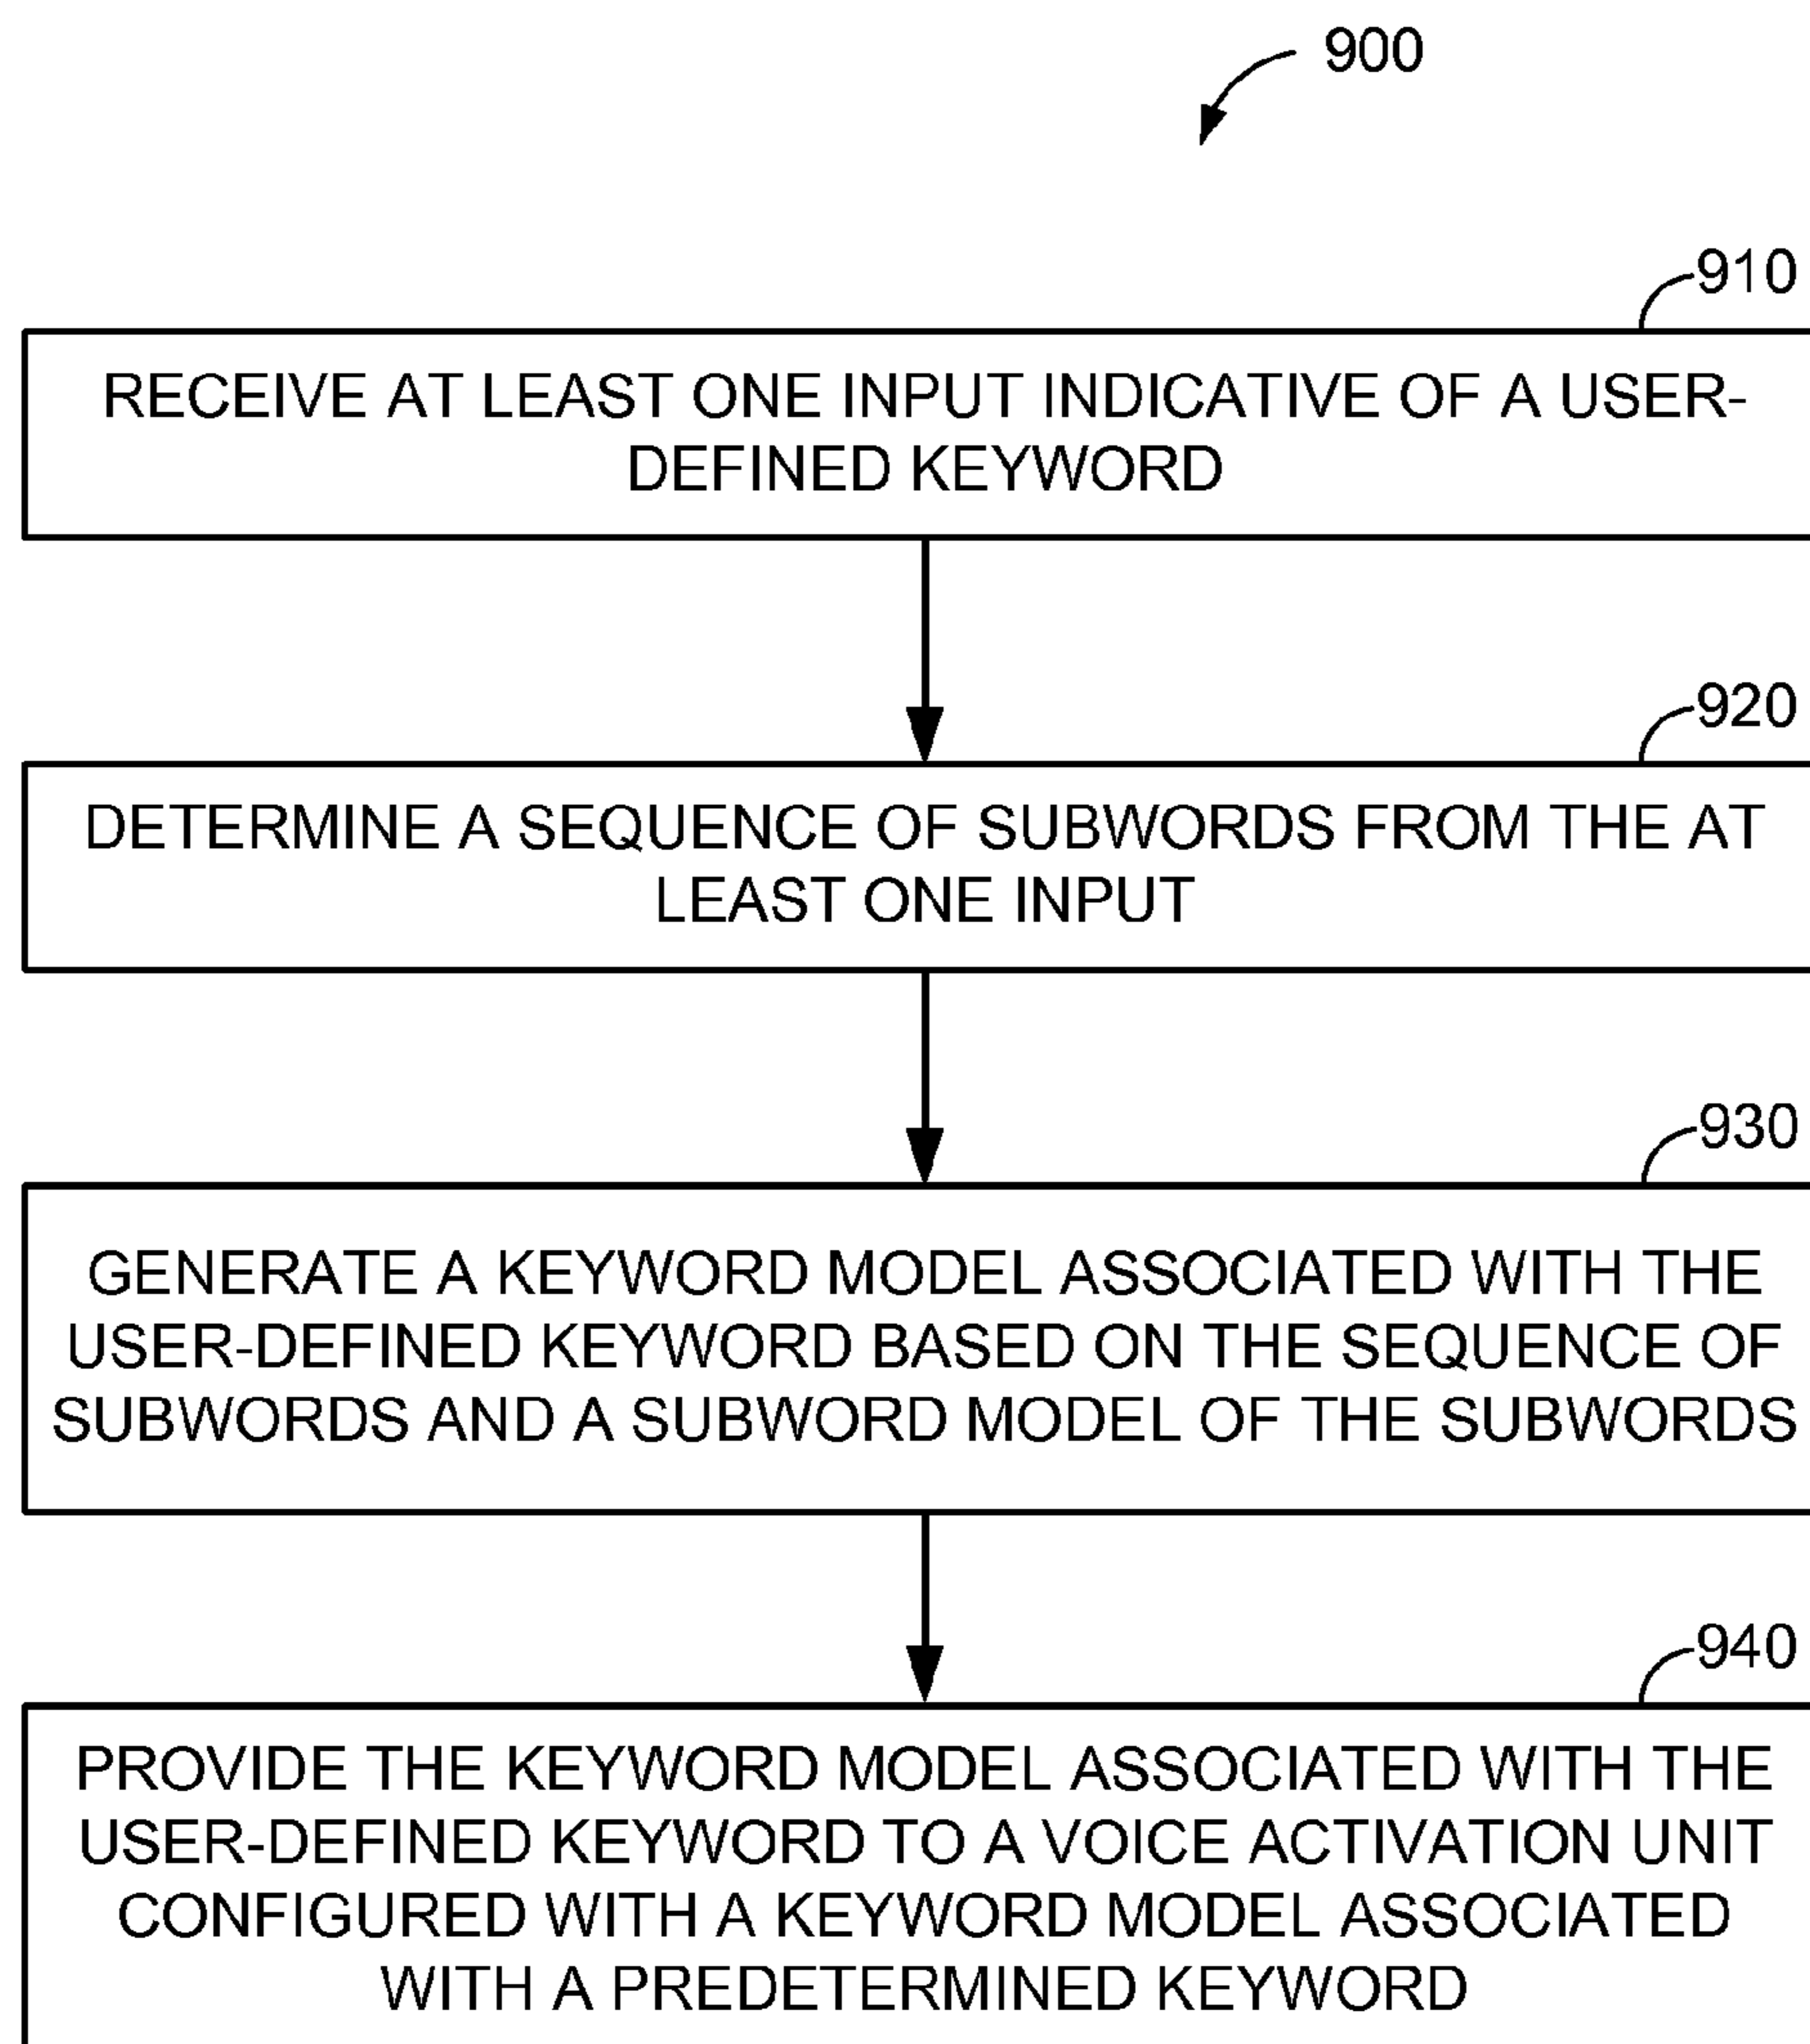 900
910
RECEIVE AT LEAST ONE INPUT INDICATIVE OF A USER-
DEFINED KEYWORD
920
DETERMINE A SEQUENCE OF SUBWORDS FROM THE AT
LEAST ONE INPUT
930
GENERATE A KEYWORD MODEL ASSOCIATED WITH THE
USER-DEFINED KEYWORD BASED ON THE SEQUENCE OF
SUBWORDS AND A SUBWORD MODEL OF THE SUBWORDS
940
PROVIDE THE KEYWORD MODEL ASSOCIATED WITH THE
USER-DEFINED KEYWORD TO A VOICE ACTIVATION UNIT
CONFIGURED WITH A KEYWORD MODEL ASSOCIATED
WITH A PREDETERMINED KEYWORD